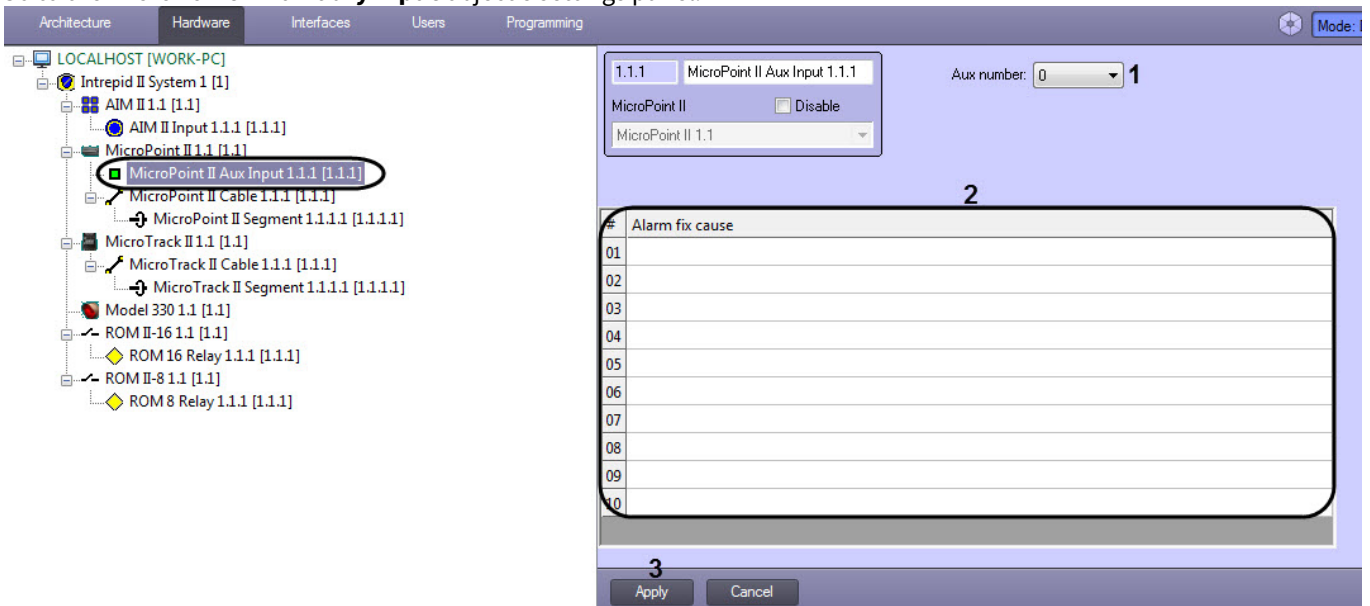 Architecture Hardware Interfaces Users Programming Mode:
LOCALHOST [WORK-PC]
Intrepid II System 1 [1]
AIM II 1.1 [1.1]
AIM II Input 1.1.1 [1.1.1]
MicroPoint II 1.1 [1.1]
MicroPoint II Aux Input 1.1.1 [1.1.1]
MicroPoint II Cable 1.1.1 [1.1.1]
MicroPoint II Segment 1.1.1.1 [1.1.1.1]
MicroTrack II 1.1 [1.1]
MicroTrack II Cable 1.1.1 [1.1.1]
MicroTrack II Segment 1.1.1.1 [1.1.1.1]
Model 330 1.1 [1.1]
ROM II-16 1.1 [1.1]
ROM 16 Relay 1.1.1 [1.1.1]
ROM II-8 1.1 [1.1]
ROM 8 Relay 1.1.1 [1.1.1]
1.1.1 MicroPoint II Aux Input 1.1.1
Aux number: 0 1
MicroPoint II Disable
MicroPoint II 1.1
2
# Alarm fix cause
01
02
03
04
05
06
07
08
09
10
3
Apply Cancel